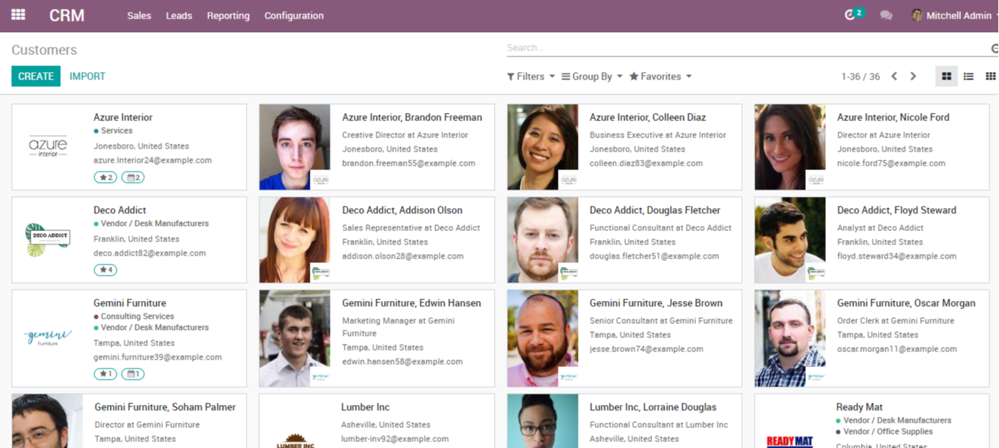 CRM Sales Leads Reporting Configuration 2 Mitchell Admin
Customers
Search...
CREATE IMPORT
Filters Group By Favorites 1-36 / 36
Azure Interior
Services
Jonesboro, United States
azure.Interior24@example.com
2 2
azure
interior
Azure Interior, Brandon Freeman
Creative Director at Azure Interior
Jonesboro, United States
brandon.freeman55@example.com
azure
Azure Interior, Colleen Diaz
Business Executive at Azure Interior
Jonesboro, United States
colleen.diaz83@example.com
azure
Azure Interior, Nicole Ford
Director at Azure Interior
Jonesboro, United States
nicole.ford75@example.com
azure
Deco Addict
Vendor / Desk Manufacturers
Franklin, United States
deco.addict82@example.com
4
DECO ADDICT
Deco Addict, Addison Olson
Sales Representative at Deco Addict
Franklin, United States
addison.olson28@example.com
Deco Addict, Douglas Fletcher
Functional Consultant at Deco Addict
Franklin, United States
douglas.fletcher51@example.com
Deco Addict, Floyd Steward
Analyst at Deco Addict
Franklin, United States
floyd.steward34@example.com
Gemini Furniture
Consulting Services
Vendor / Desk Manufacturers
Tampa, United States
gemini.furniture39@example.com
1 1
gemini
Furniture
Gemini Furniture, Edwin Hansen
Marketing Manager at Gemini
Furniture
Tampa, United States
edwin.hansen58@example.com
gemini
Gemini Furniture, Jesse Brown
Senior Consultant at Gemini Furniture
Tampa, United States
jesse.brown74@example.com
gemini
Gemini Furniture, Oscar Morgan
Order Clerk at Gemini Furniture
Tampa, United States
oscar.morgan11@example.com
gemini
Gemini Furniture, Soham Palmer
Director at Gemini Furniture
Tampa, United States
Lumber Inc
Asheville, United States
lumber-inv92@example.com
LUMBER INC
Lumber Inc, Lorraine Douglas
Functional Consultant at Lumber Inc
Asheville, United States
Ready Mat
Vendor / Desk Manufacturers
Vendor / Office Supplies
Columbia, United States
READY MAT